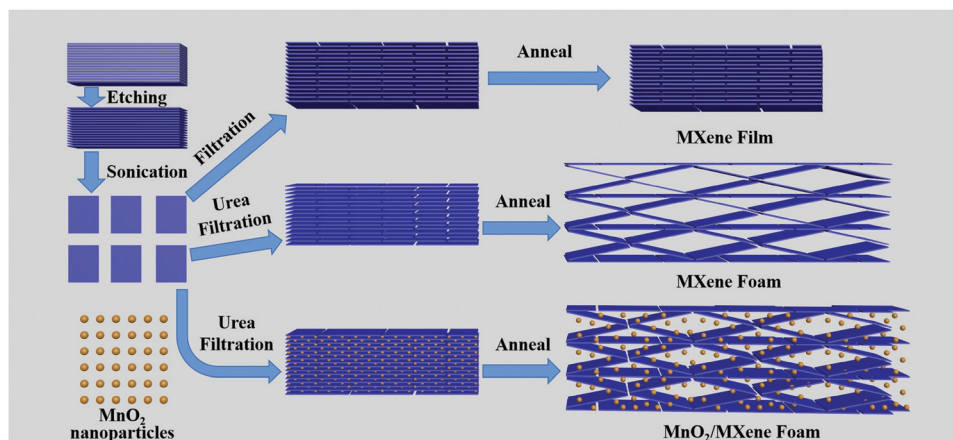 Etching
Sonication
MnO₂
nanoparticles
Filtration
Anneal
MXene Film
Urea
Filtration
Anneal
MXene Foam
Urea
Filtration
Anneal
MnO₂/MXene Foam